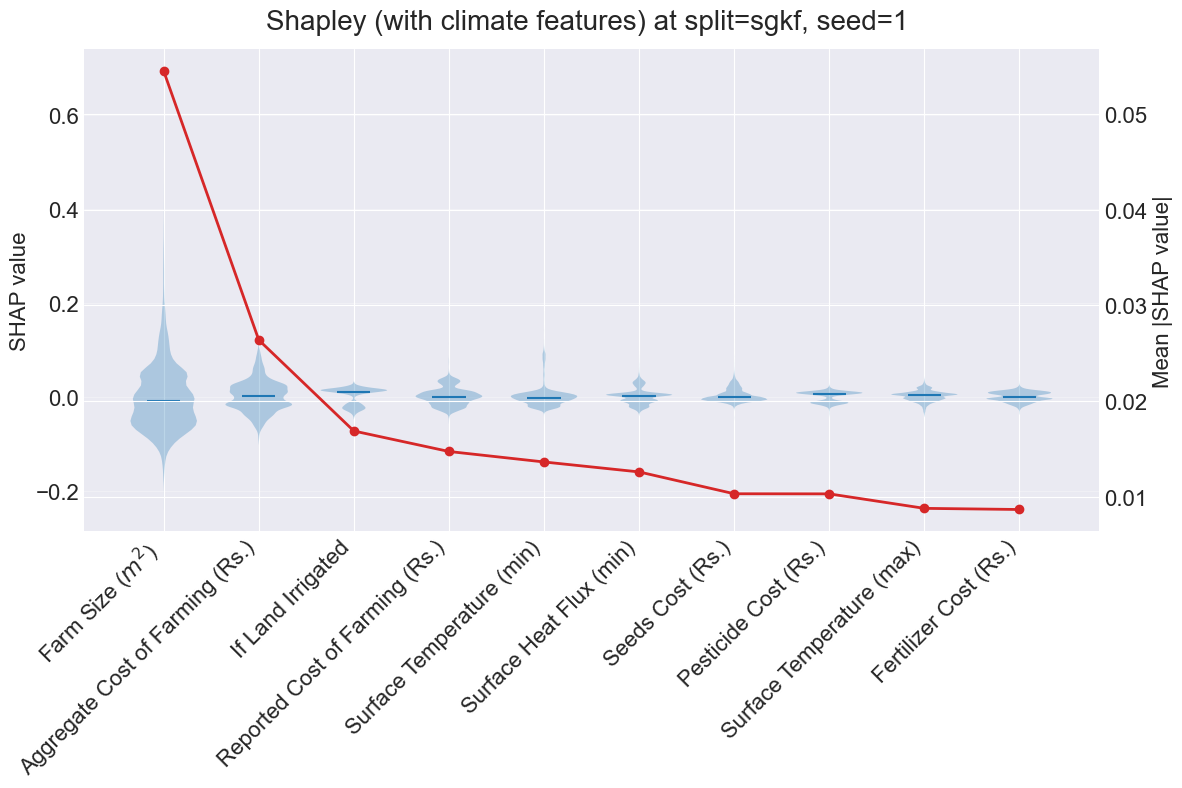 Shapley (with climate features) at split=sgkf, seed=1
SHAP value
0.6
0.4
0.2
0.0
−0.2
Mean |SHAP value|
0.05
0.04
0.03
0.02
0.01
Farm Size (m²)
Aggregate Cost of Farming (Rs.)
If Land Irrigated
Reported Cost of Farming (Rs.)
Surface Temperature (min)
Surface Heat Flux (min)
Seeds Cost (Rs.)
Pesticide Cost (Rs.)
Surface Temperature (max)
Fertilizer Cost (Rs.)